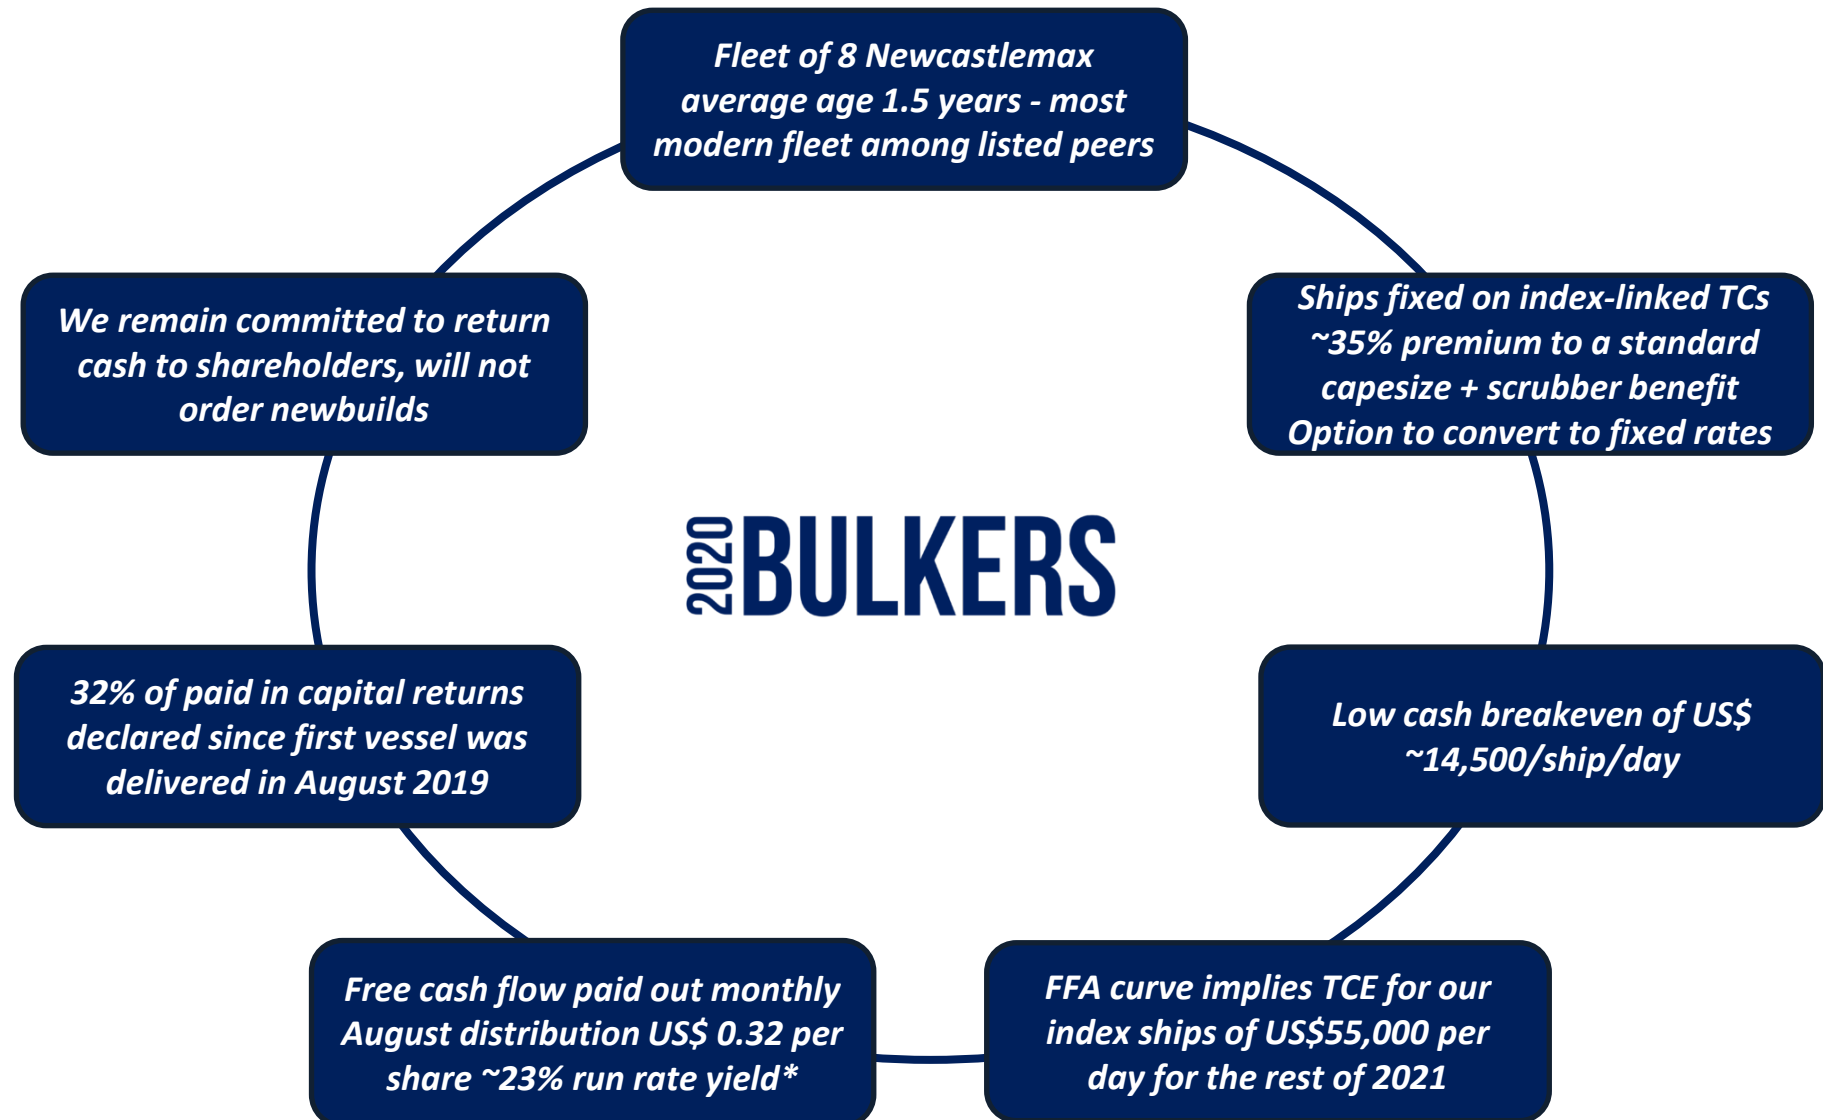 Fleet of 8 Newcastlemax
average age 1.5 years - most
modern fleet among listed peers
Ships fixed on index-linked TCs
~35% premium to a standard
capesize + scrubber benefit
Option to convert to fixed rates
Low cash breakeven of US$
~14,500/ship/day
FFA curve implies TCE for our
index ships of US$55,000 per
day for the rest of 2021
Free cash flow paid out monthly
August distribution US$ 0.32 per
share ~23% run rate yield*
32% of paid in capital returns
declared since first vessel was
delivered in August 2019
We remain committed to return
cash to shareholders, will not
order newbuilds
2020 BULKERS